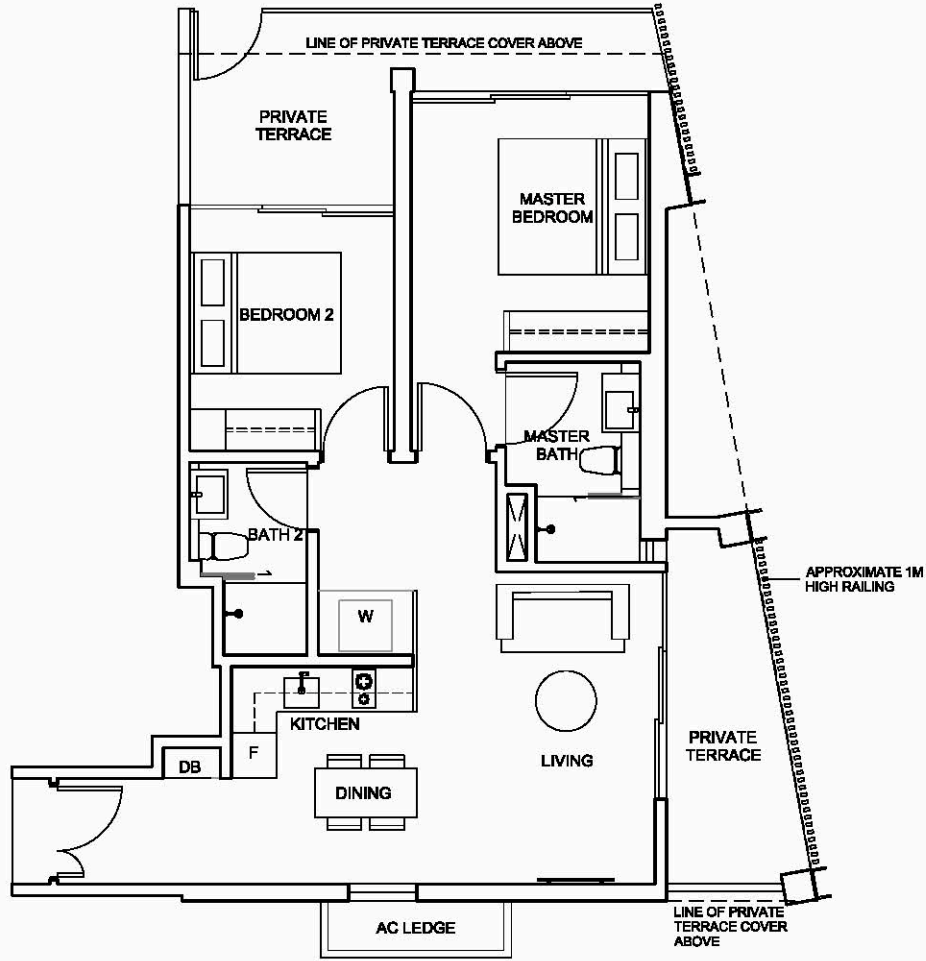 LINE OF PRIVATE TERRACE COVER ABOVE
PRIVATE
TERRACE
MASTER
BEDROOM
BEDROOM 2
MASTER
BATH
BATH 2
W
APPROXIMATE 1M
HIGH RAILING
KITCHEN
F
DB
DINING
LIVING
PRIVATE
TERRACE
AC LEDGE
LINE OF PRIVATE
TERRACE COVER
ABOVE